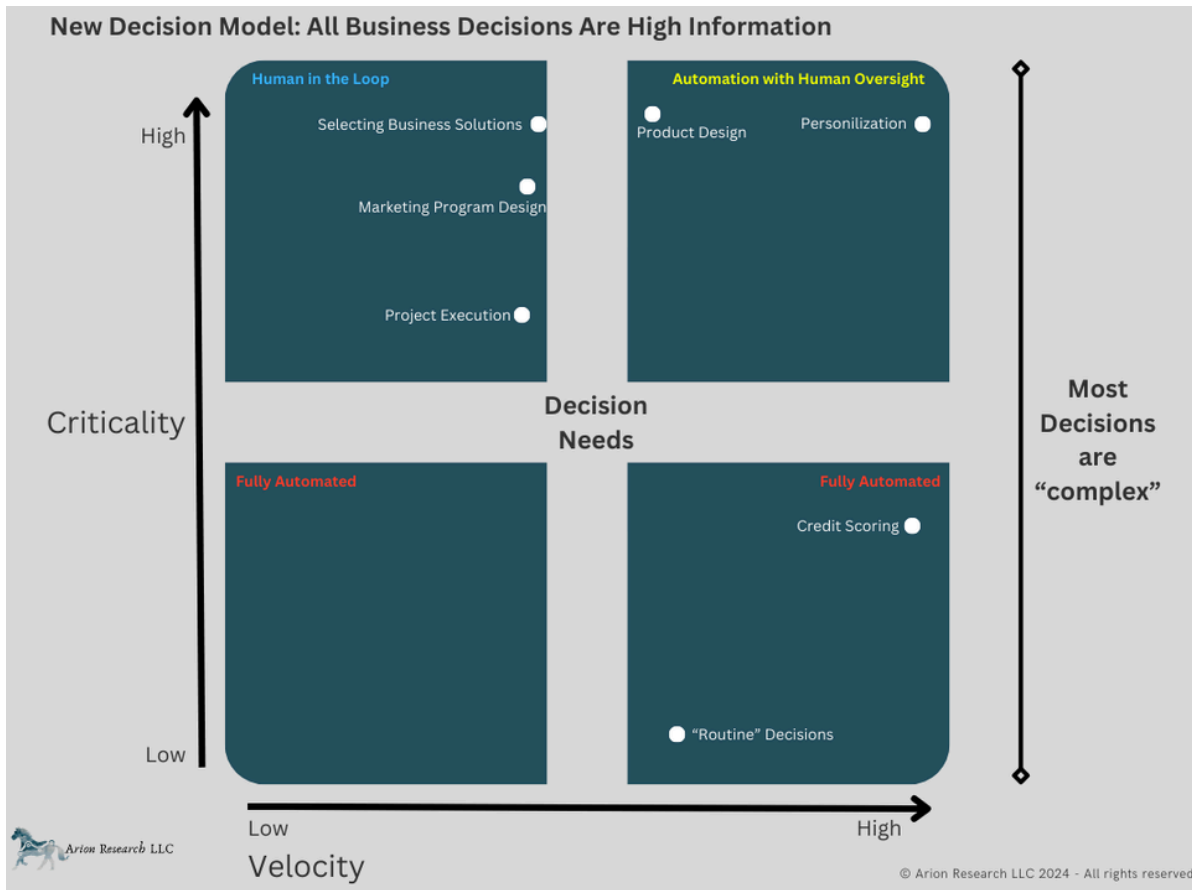 New Decision Model: All Business Decisions Are High Information
Human in the Loop
Automation with Human Oversight
High
Selecting Business Solutions
Product Design
Personilization
Marketing Program Design
Project Execution
Criticality
Decision
Needs
Most
Decisions
are
“complex”
Fully Automated
Fully Automated
Credit Scoring
“Routine” Decisions
Low
Low
High
Velocity
Arion Research LLC
© Arion Research LLC 2024 - All rights reserved